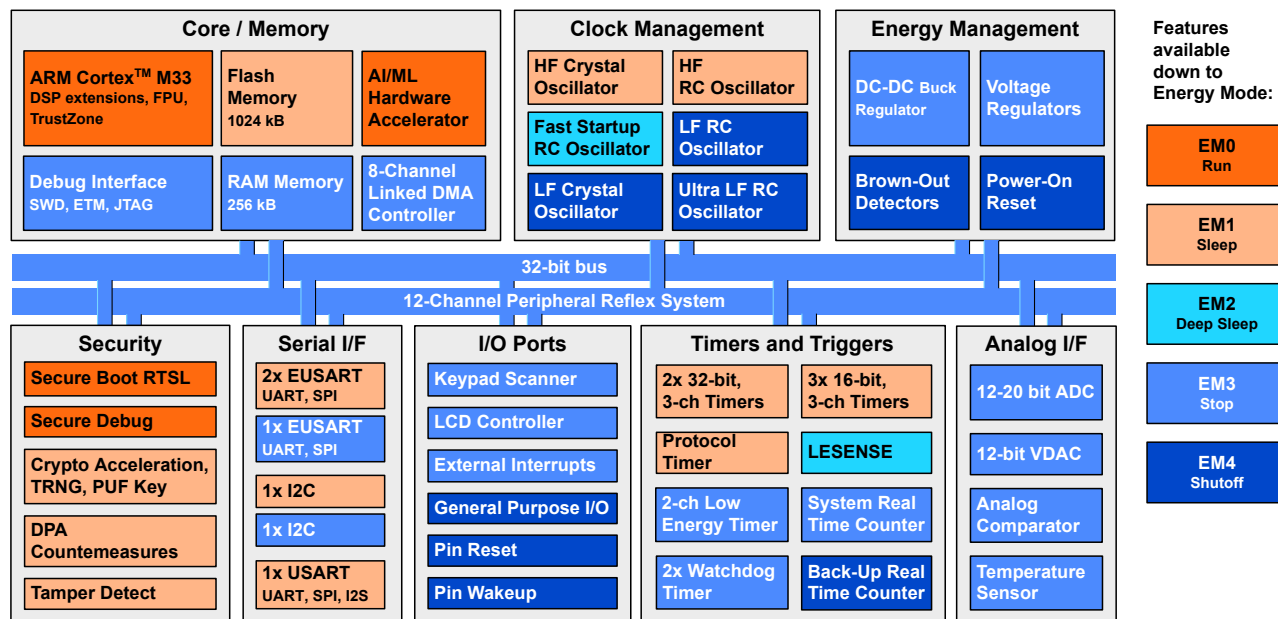 Core / Memory
ARM Cortex™ M33
DSP extensions, FPU,
TrustZone
Flash
Memory
1024 kB
AI/ML
Hardware
Accelerator
Debug Interface
SWD, ETM, JTAG
RAM Memory
256 kB
8-Channel
Linked DMA
Controller
Clock Management
HF Crystal
Oscillator
HF
RC Oscillator
Fast Startup
RC Oscillator
LF RC
Oscillator
LF Crystal
Oscillator
Ultra LF RC
Oscillator
Energy Management
DC-DC Buck
Regulator
Voltage
Regulators
Brown-Out
Detectors
Power-On
Reset
Features
available
down to
Energy Mode:
EM0
Run
EM1
Sleep
EM2
Deep Sleep
EM3
Stop
EM4
Shutoff
32-bit bus
12-Channel Peripheral Reflex System
Security
Secure Boot RTSL
Secure Debug
Crypto Acceleration,
TRNG, PUF Key
DPA
Countemeasures
Tamper Detect
Serial I/F
2x EUSART
UART, SPI
1x EUSART
UART, SPI
1x I2C
1x I2C
1x USART
UART, SPI, I2S
I/O Ports
Keypad Scanner
LCD Controller
External Interrupts
General Purpose I/O
Pin Reset
Pin Wakeup
Timers and Triggers
2x 32-bit,
3-ch Timers
3x 16-bit,
3-ch Timers
Protocol
Timer
LESENSE
2-ch Low
Energy Timer
System Real
Time Counter
2x Watchdog
Timer
Back-Up Real
Time Counter
Analog I/F
12-20 bit ADC
12-bit VDAC
Analog
Comparator
Temperature
Sensor